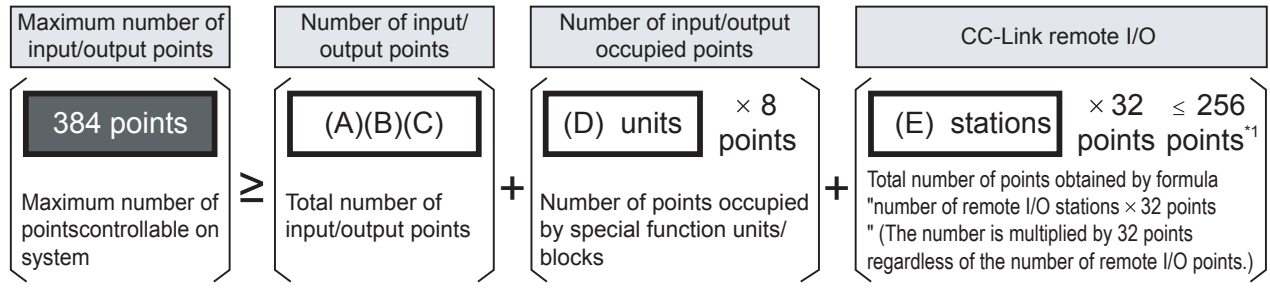 Maximum number of
input/output points
Number of input/
output points
Number of input/output
occupied points
CC-Link remote I/O
384 points
Maximum number of
pointscontrollable on
system
≥
(A)(B)(C)
Total number of
input/output points
+
(D) units
× 8
points
Number of points occupied
by special function units/
blocks
+
(E) stations
× 32
points
≤ 256
points*1
Total number of points obtained by formula
"number of remote I/O stations × 32 points
" (The number is multiplied by 32 points
regardless of the number of remote I/O points.)